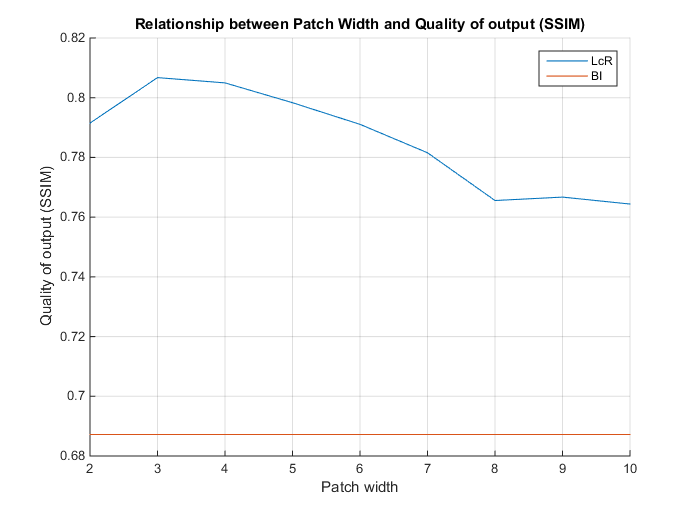 Relationship between Patch Width and Quality of output (SSIM)
LcR
BI
Quality of output (SSIM)
0.82
0.8
0.78
0.76
0.74
0.72
0.7
0.68
2 3 4 5 6 7 8 9 10
Patch width